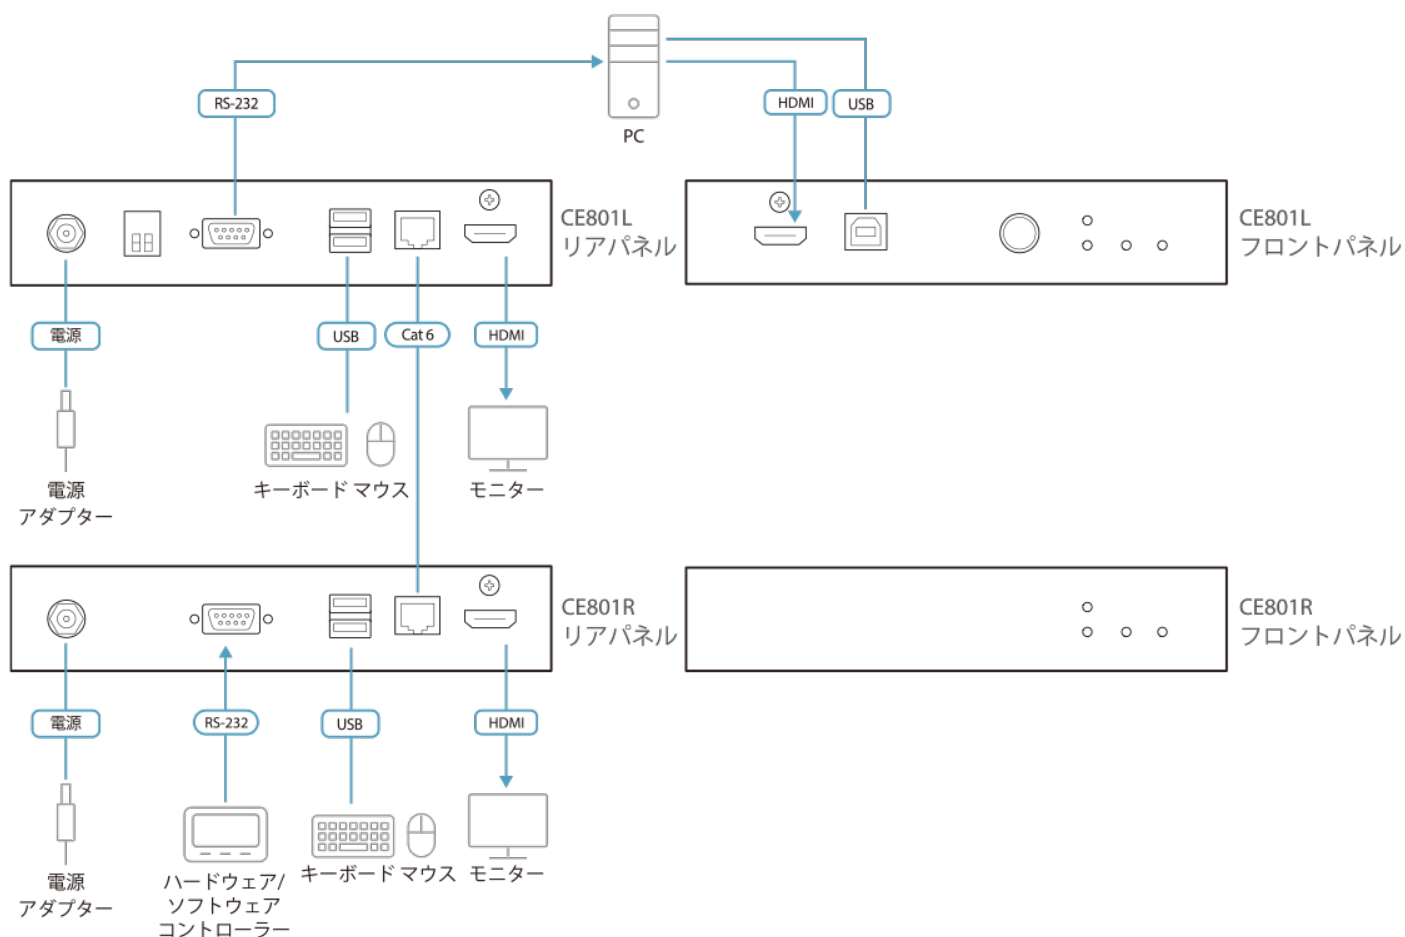 PC
RS-232
HDMI
USB
CE801L
リアパネル
CE801L
フロントパネル
電源
USB
Cat 6
HDMI
電源
アダプター
キーボード マウス
モニター
CE801R
リアパネル
CE801R
フロントパネル
電源
RS-232
USB
HDMI
電源
アダプター
ハードウェア/
ソフトウェア
コントローラー
キーボード マウス
モニター